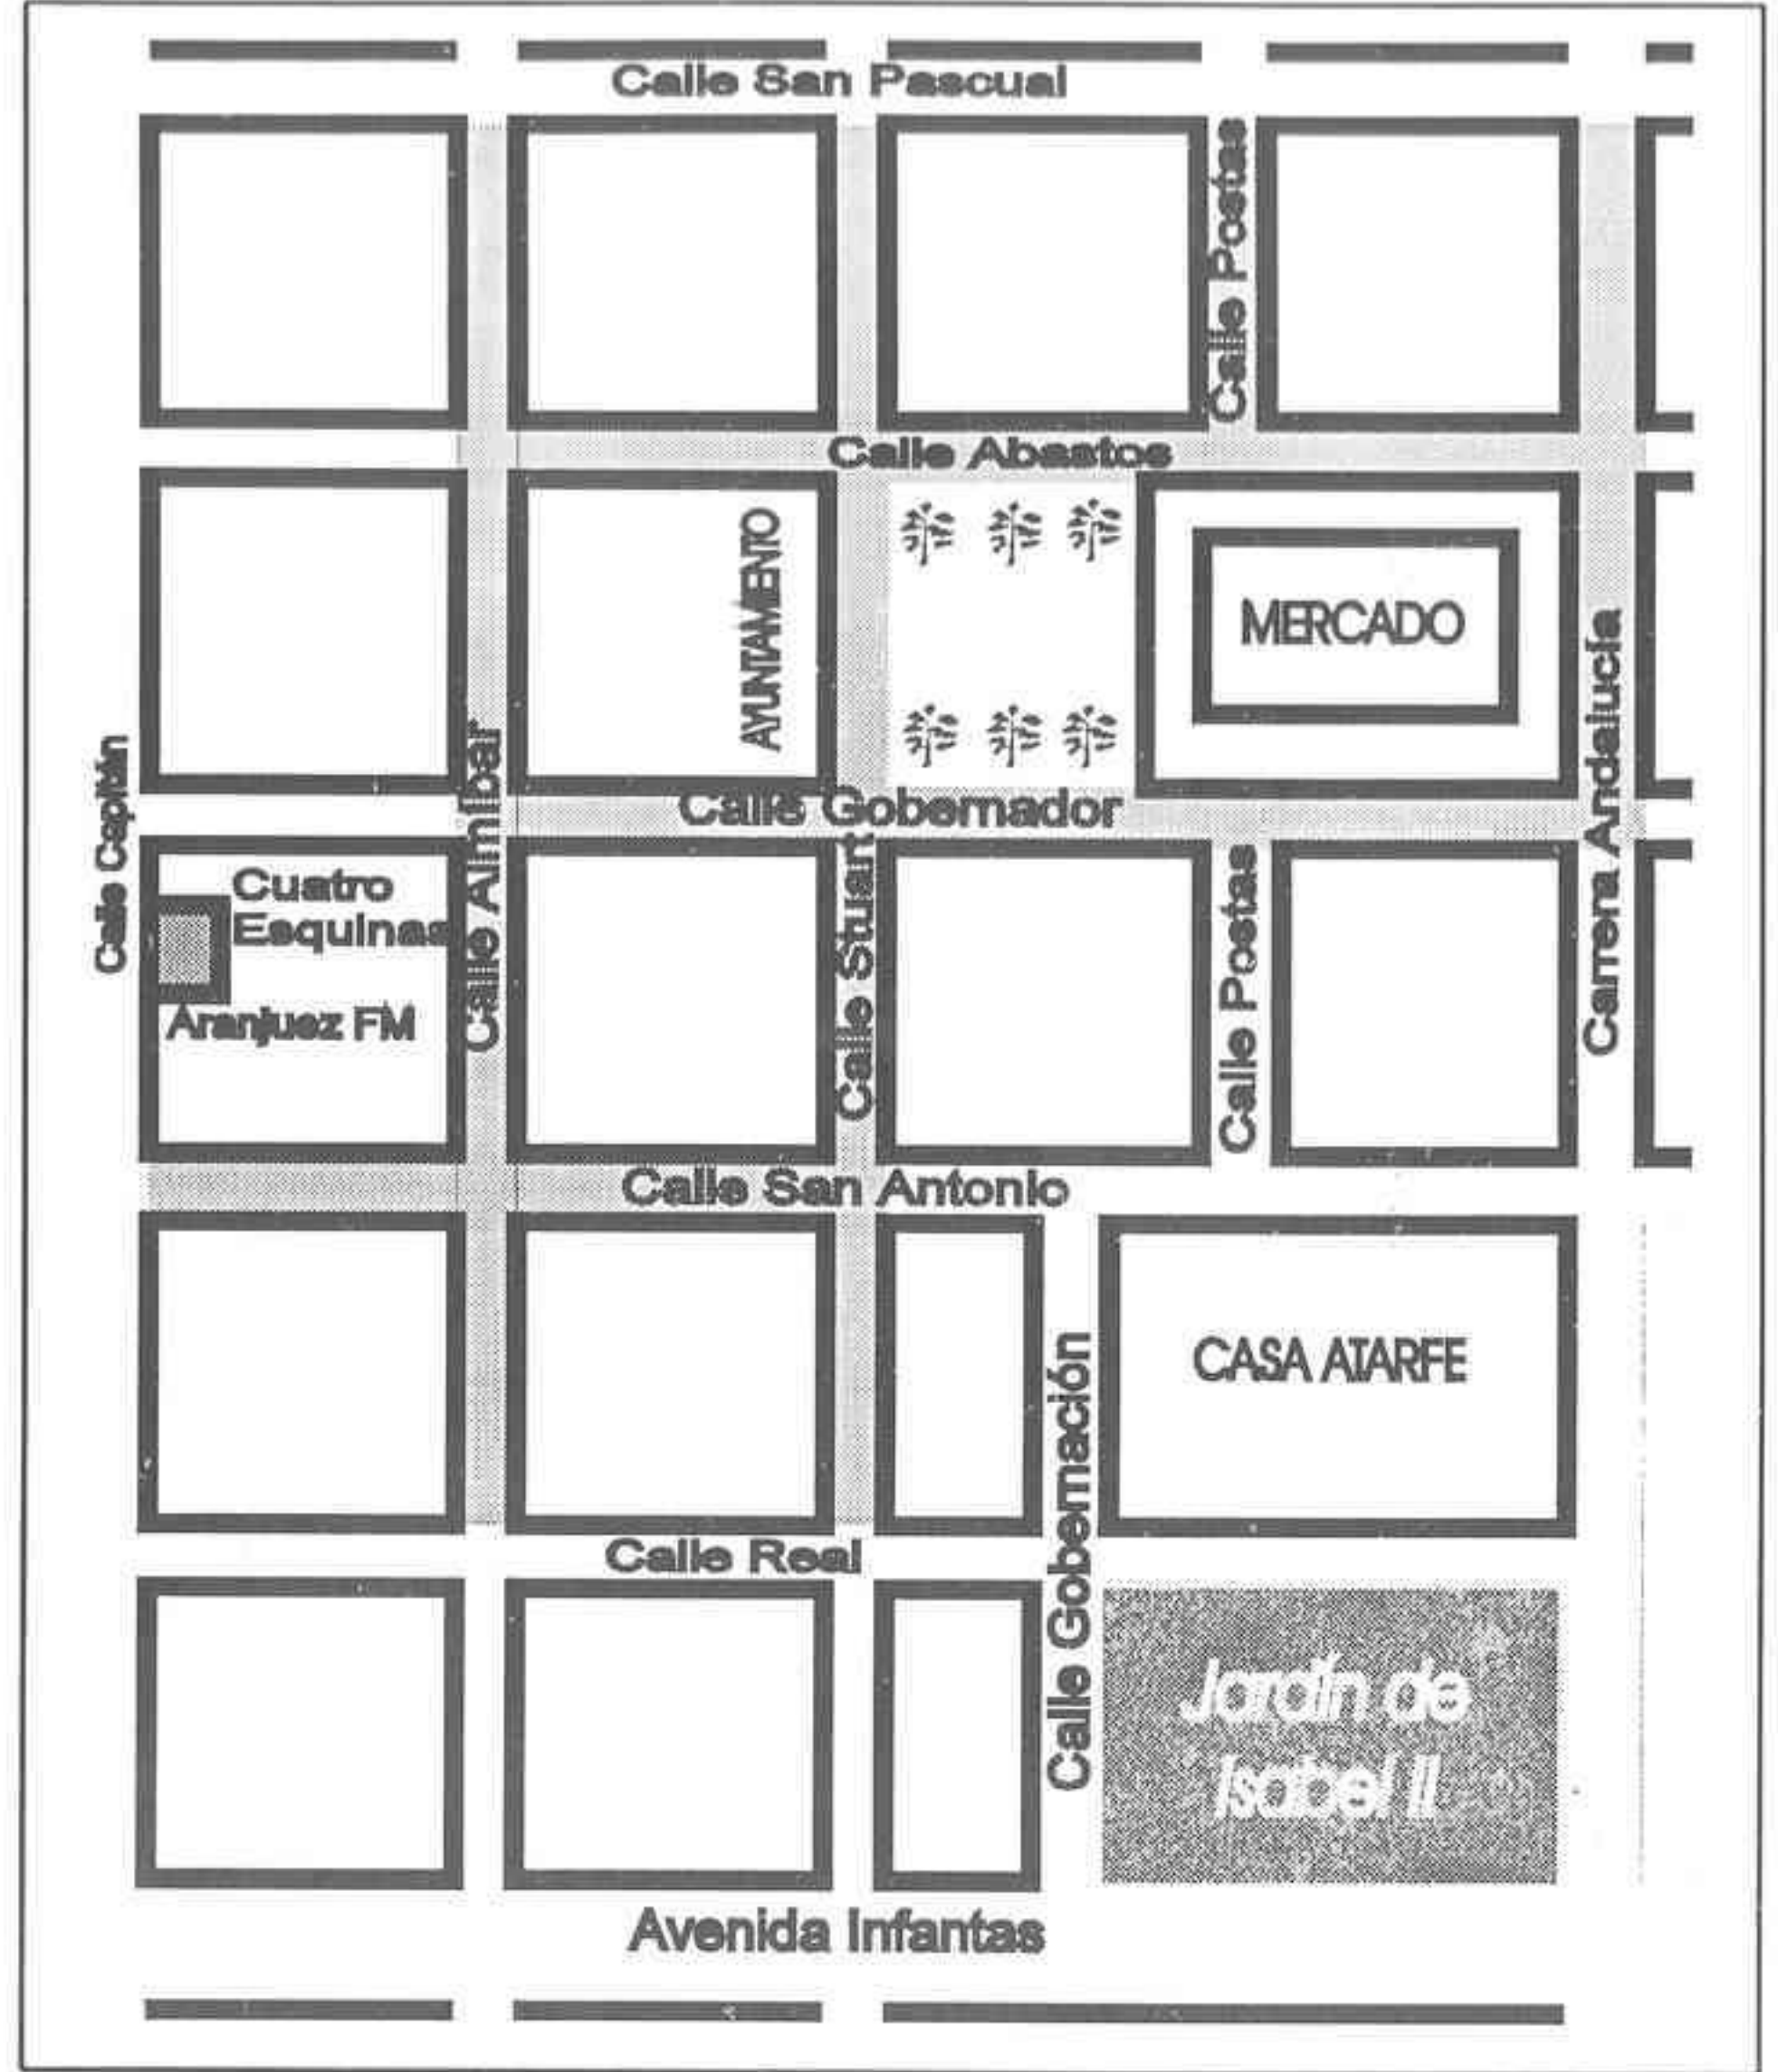 Calle San Pascual
Calle Postas
Calle Abastos
AYUNTAMIENTO
MERCADO
Carrera Andalucía
Calle Capitán
Calle Almíbar
Calle Gobernador
Cuatro
Esquinas
Aranjuez FM
Calle Stuart
Calle Postas
Calle San Antonio
CASA ATARFE
Calle Gobernación
Calle Real
Jardín de
Isabel II
Avenida Infantas